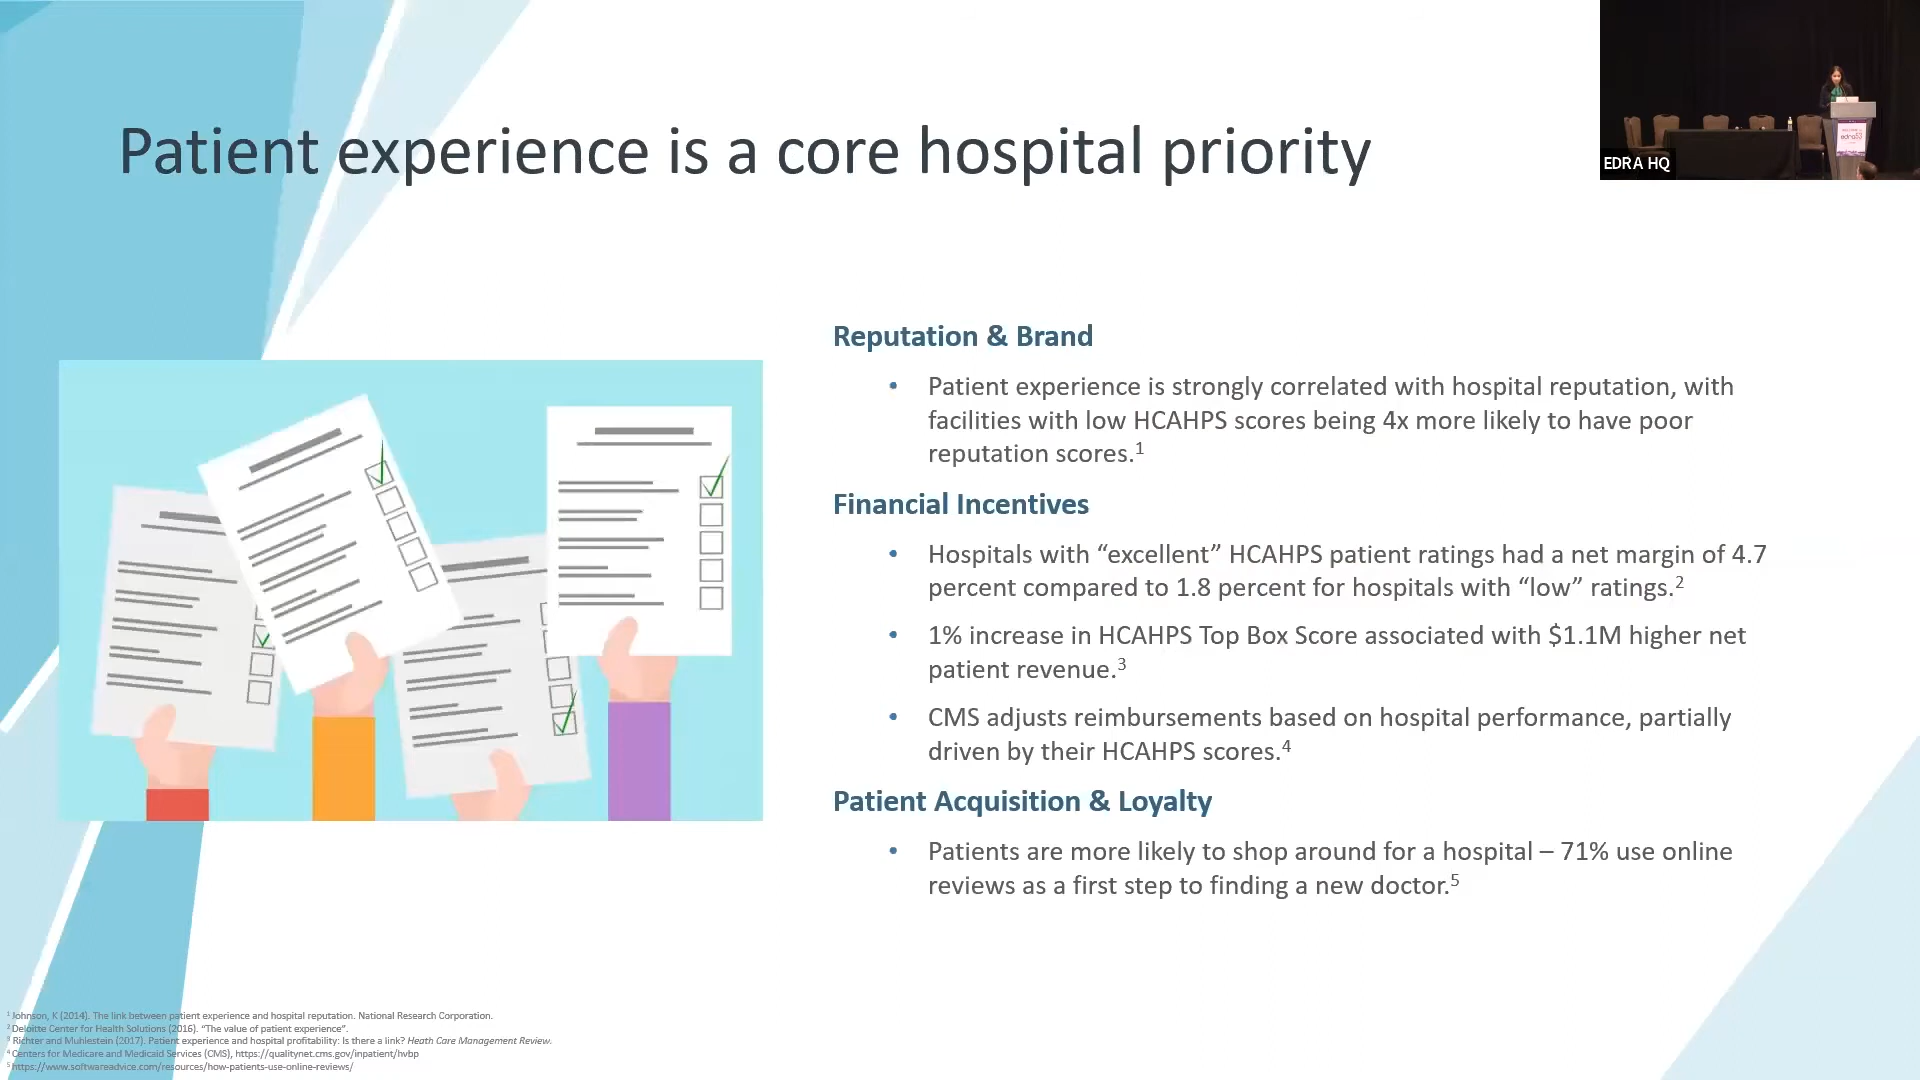 Patient experience is a core hospital priority
EDRA HQ
Reputation & Brand
• Patient experience is strongly correlated with hospital reputation, with
facilities with low HCAHPS scores being 4x more likely to have poor
reputation scores.1
Financial Incentives
• Hospitals with “excellent” HCAHPS patient ratings had a net margin of 4.7
percent compared to 1.8 percent for hospitals with “low” ratings.2
• 1% increase in HCAHPS Top Box Score associated with $1.1M higher net
patient revenue.3
• CMS adjusts reimbursements based on hospital performance, partially
driven by their HCAHPS scores.4
Patient Acquisition & Loyalty
• Patients are more likely to shop around for a hospital – 71% use online
reviews as a first step to finding a new doctor.5
1 Johnson, K (2014). The link between patient experience and hospital reputation. National Research Corporation.
2 Deloitte Center for Health Solutions (2016). “The value of patient experience”.
3 Richter and Muhlestein (2017). Patient experience and hospital profitability: Is there a link? Heath Care Management Review.
4 Centers for Medicare and Medicaid Services (CMS), https://qualitynet.cms.gov/inpatient/hvbp
5 https://www.softwareadvice.com/resources/how-patients-use-online-reviews/